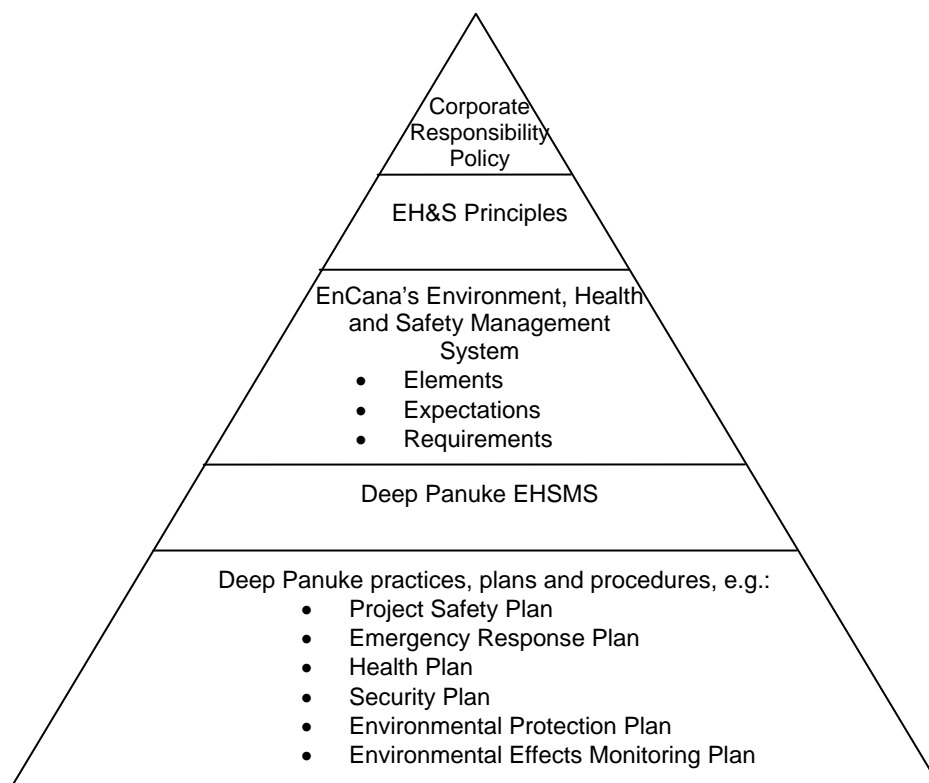 Corporate
Responsibility
Policy
EH&S Principles
EnCana's Environment, Health
and Safety Management
System
• Elements
• Expectations
• Requirements
Deep Panuke EHSMS
Deep Panuke practices, plans and procedures, e.g.:
• Project Safety Plan
• Emergency Response Plan
• Health Plan
• Security Plan
• Environmental Protection Plan
• Environmental Effects Monitoring Plan